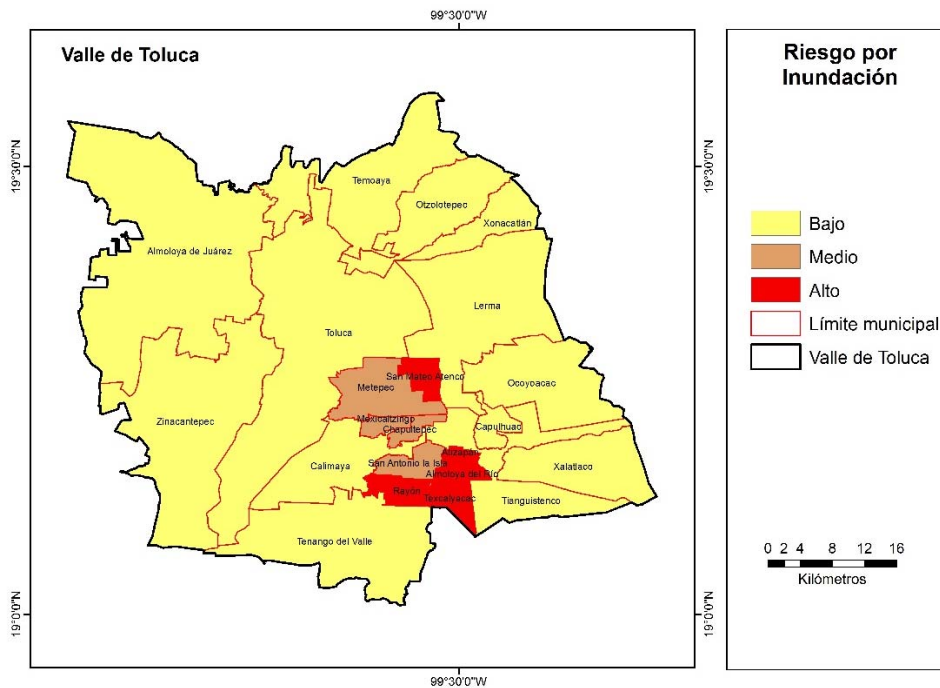 99°30'0"W
Valle de Toluca
19°30'0"N
19°30'0"N
Temoaya
Otzolotepec
Xonacatlán
Almoloya de Juárez
Lerma
Toluca
San Mateo Atenco
Metepec
Ocoyoacac
Zinacantepec
Mexicaltzingo
Chapultepec
Capulhuac
Atizapán
San Antonio la Isla
Calimaya
Almoloya del Río
Xalatlaco
Rayón
Texcalyacac
Tianguistenco
Tenango del Valle
19°0'0"N
19°0'0"N
99°30'0"W
Riesgo por
Inundación
Bajo
Medio
Alto
Límite municipal
Valle de Toluca
0 2 4 8 12 16
Kilómetros